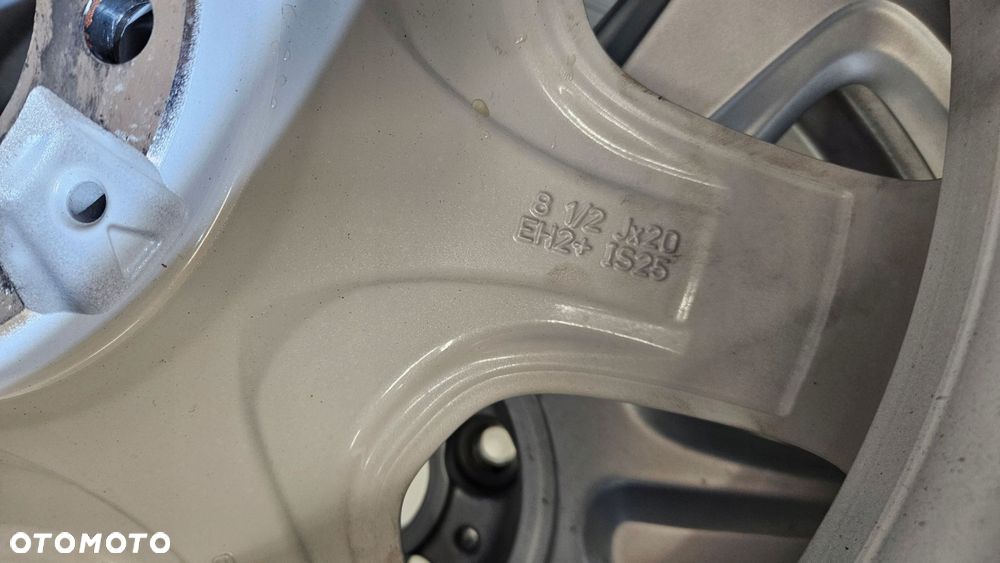 8 1/2 Jx20
EH2+ IS25
OTOMOTO